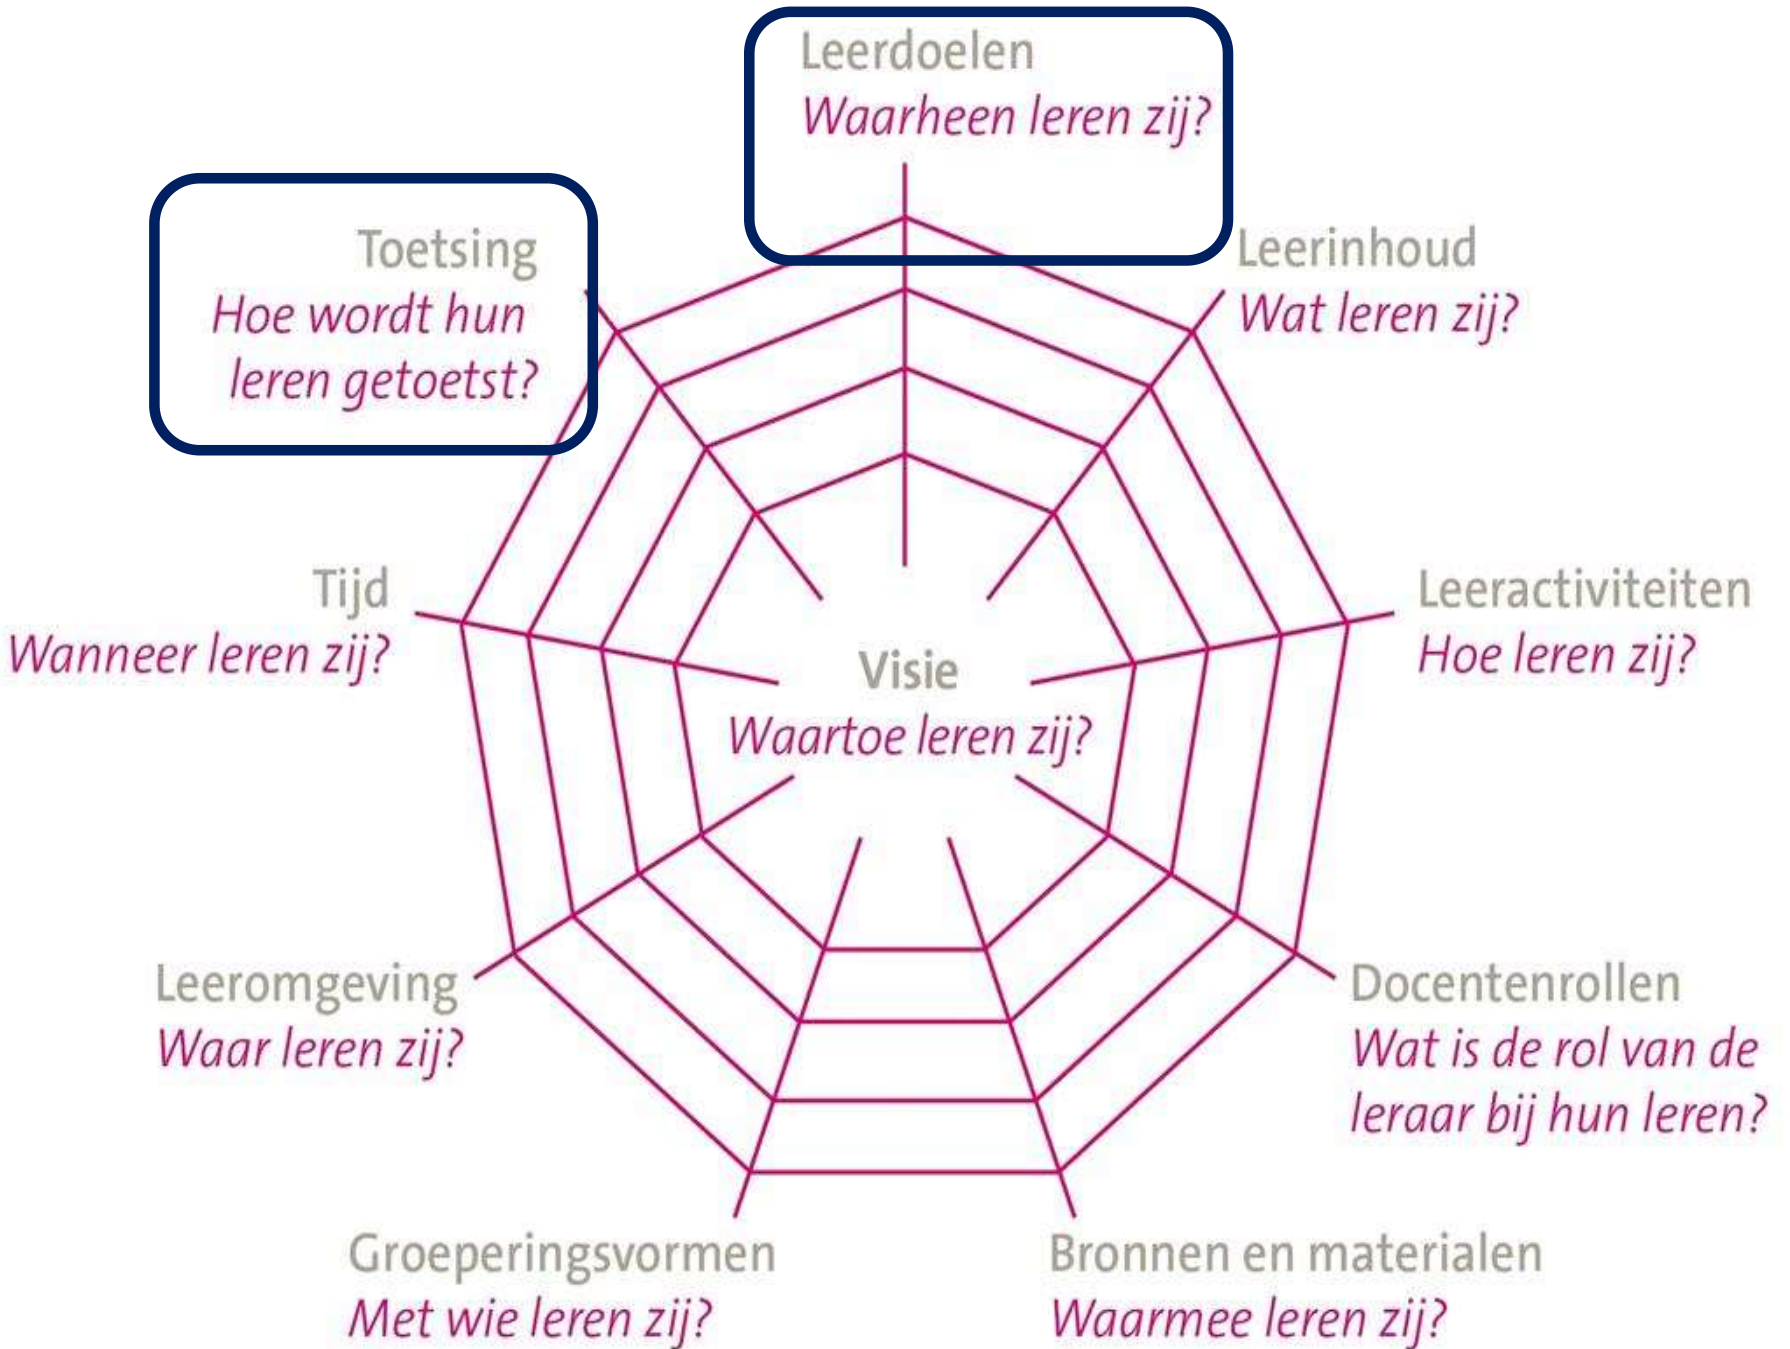 Leerdoelen
Waarheen leren zij?
Leerinhoud
Wat leren zij?
Leeractiviteiten
Hoe leren zij?
Docentenrollen
Wat is de rol van de
leraar bij hun leren?
Bronnen en materialen
Waarmee leren zij?
Groeperingsvormen
Met wie leren zij?
Leeromgeving
Waar leren zij?
Tijd
Wanneer leren zij?
Toetsing
Hoe wordt hun
leren getoetst?
Visie
Waartoe leren zij?